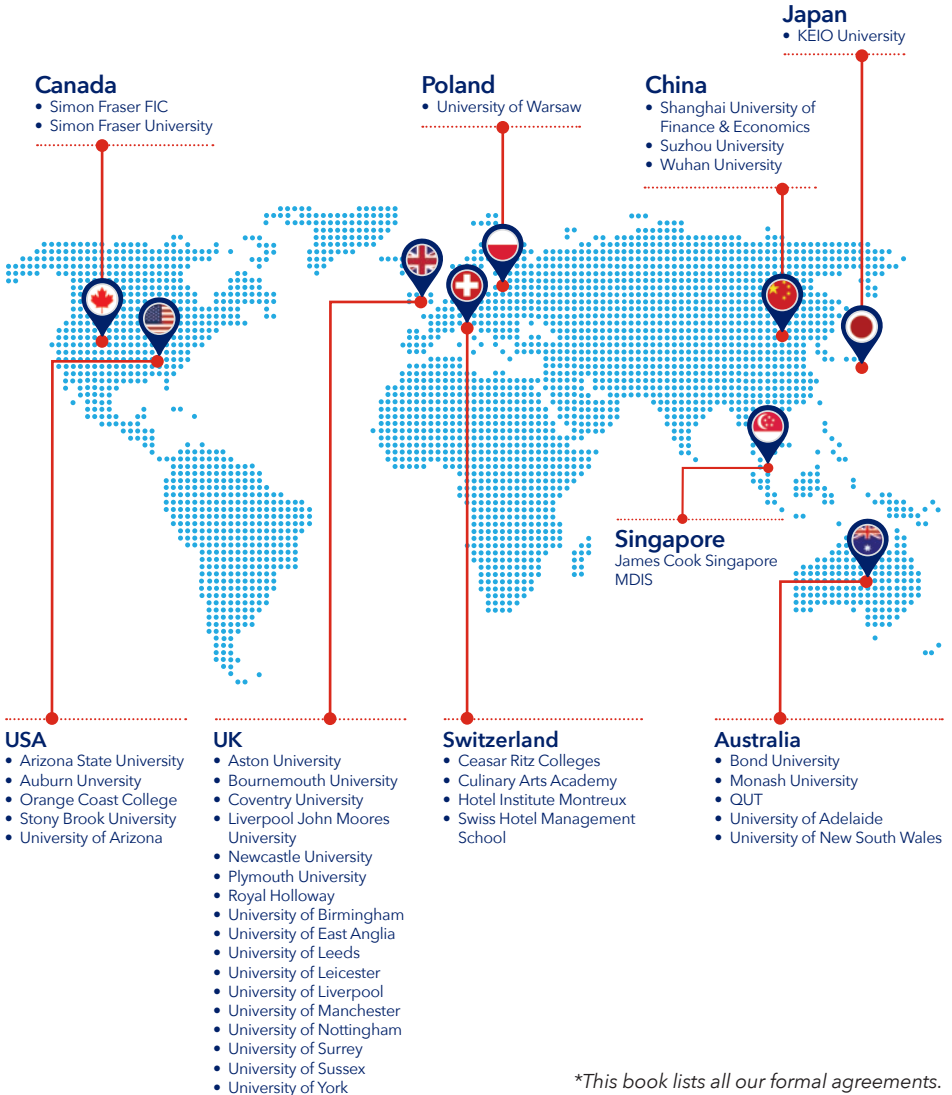 Japan
• KEIO University
Canada
• Simon Fraser FIC
• Simon Fraser University
Poland
• University of Warsaw
China
• Shanghai University of
Finance & Economics
• Suzhou University
• Wuhan University
Singapore
James Cook Singapore
MDIS
USA
• Arizona State University
• Auburn Unversity
• Orange Coast College
• Stony Brook University
• University of Arizona
UK
• Aston University
• Bournemouth University
• Coventry University
• Liverpool John Moores
University
• Newcastle University
• Plymouth University
• Royal Holloway
• University of Birmingham
• University of East Anglia
• University of Leeds
• University of Leicester
• University of Liverpool
• University of Manchester
• University of Nottingham
• University of Surrey
• University of Sussex
• University of York
Switzerland
• Ceasar Ritz Colleges
• Culinary Arts Academy
• Hotel Institute Montreux
• Swiss Hotel Management
School
Australia
• Bond University
• Monash University
• QUT
• University of Adelaide
• University of New South Wales
*This book lists all our formal agreements.